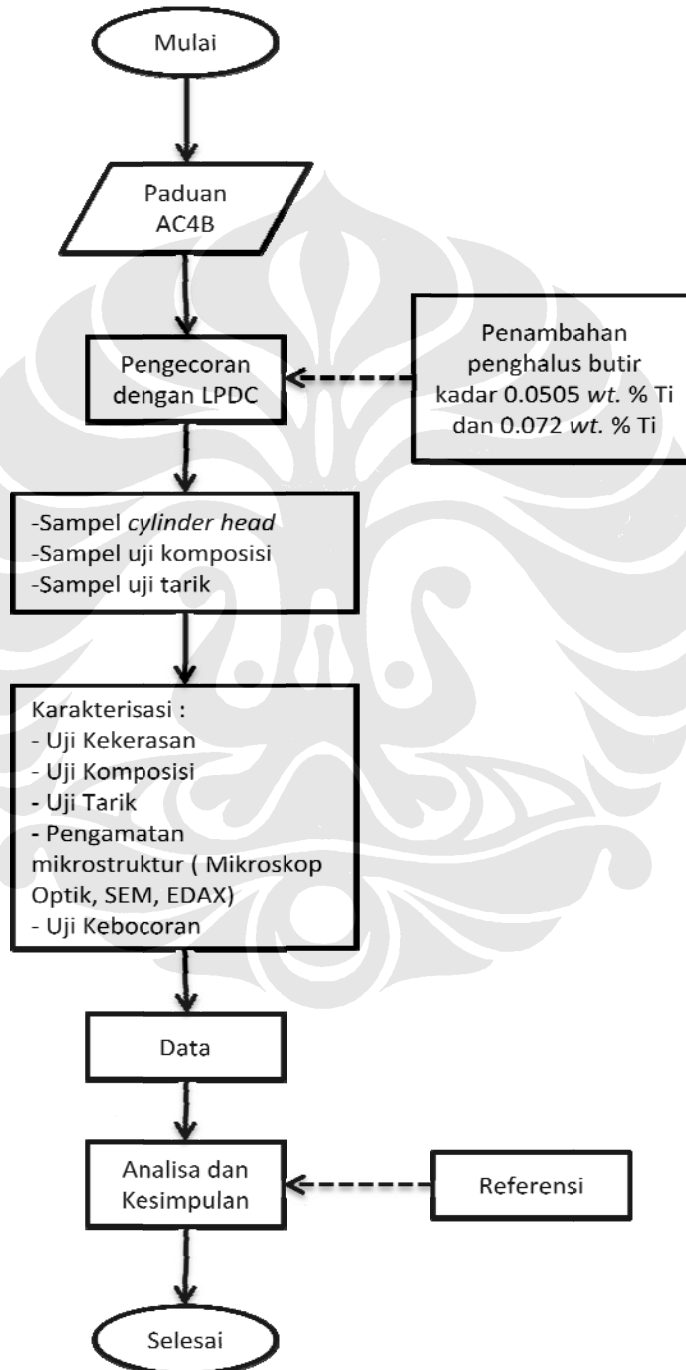 Mulai
Paduan
AC4B
Pengecoran
dengan LPDC
Penambahan
penghalus butir
kadar 0.0505 wt. % Ti
dan 0.072 wt. % Ti
-Sampel cylinder head
-Sampel uji komposisi
-Sampel uji tarik
Karakterisasi :
- Uji Kekerasan
- Uji Komposisi
- Uji Tarik
- Pengamatan
mikrostruktur ( Mikroskop
Optik, SEM, EDAX)
- Uji Kebocoran
Data
Analisa dan
Kesimpulan
Referensi
Selesai